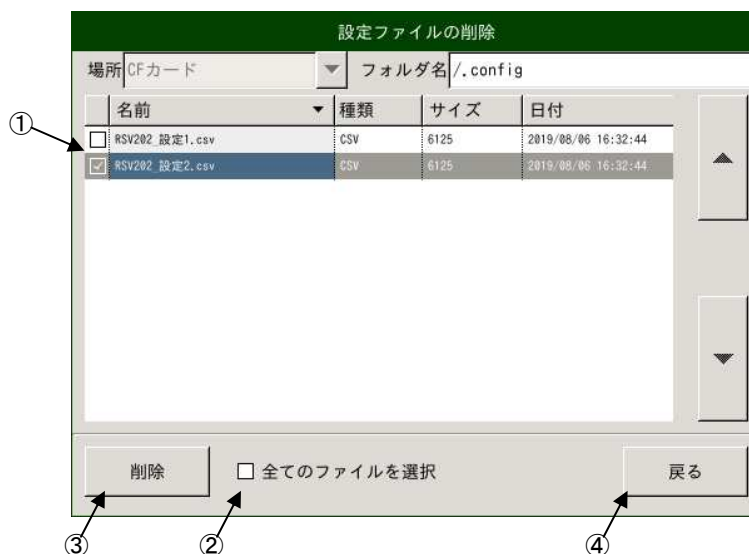 設定ファイルの削除
場所 CFカード フォルダ名 /.config
名前 種類 サイズ 日付
①
RSV202_設定1.csv CSV 6125 2019/08/06 16:32:44
RSV202_設定2.csv CSV 6125 2019/08/06 16:32:44
削除 全てのファイルを選択 戻る
③ ② ④